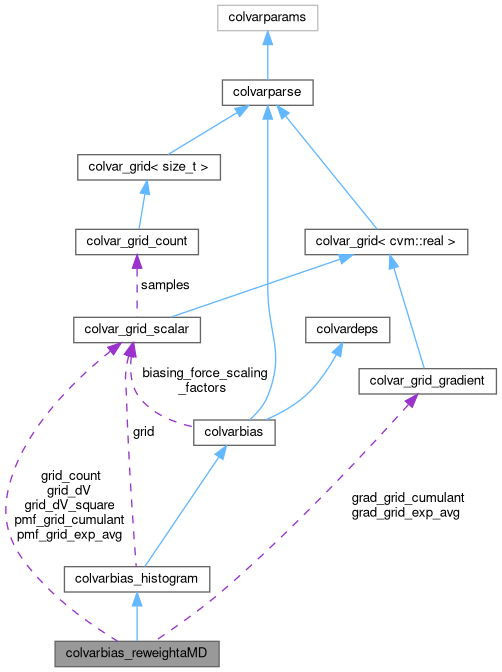 colvarparams
colvarparse
colvar_grid< size_t >
colvar_grid_count
colvar_grid< cvm::real >
samples
colvar_grid_scalar
colvardeps
biasing_force_scaling
_factors
colvar_grid_gradient
grid
colvarbias
grid_count
grid_dV
grid_dV_square
pmf_grid_cumulant
pmf_grid_exp_avg
grad_grid_cumulant
grad_grid_exp_avg
colvarbias_histogram
colvarbias_reweightaMD